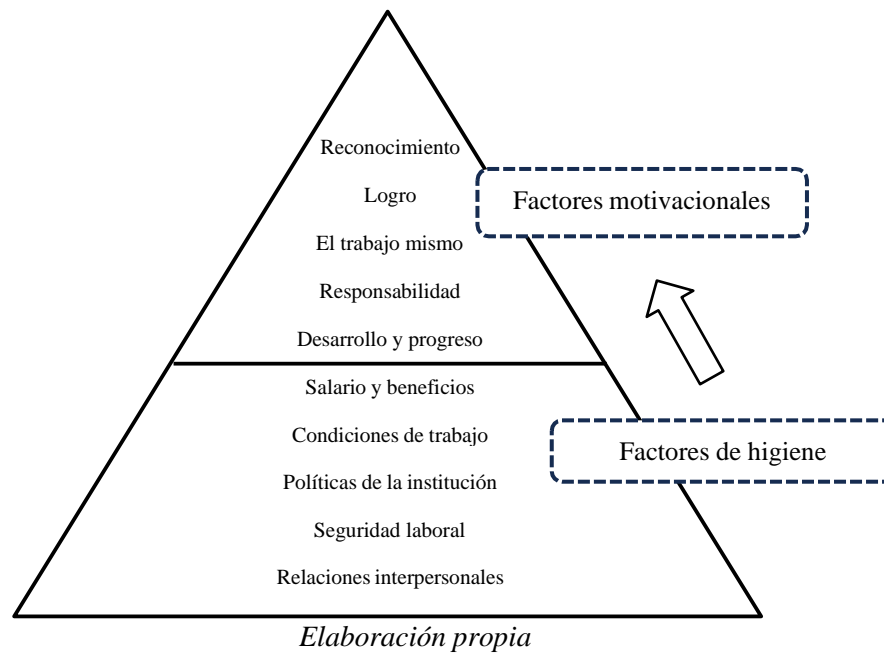 Reconocimiento
Logro
Factores motivacionales
El trabajo mismo
Responsabilidad
Desarrollo y progreso
Salario y beneficios
Condiciones de trabajo
Factores de higiene
Políticas de la institución
Seguridad laboral
Relaciones interpersonales
Elaboración propia